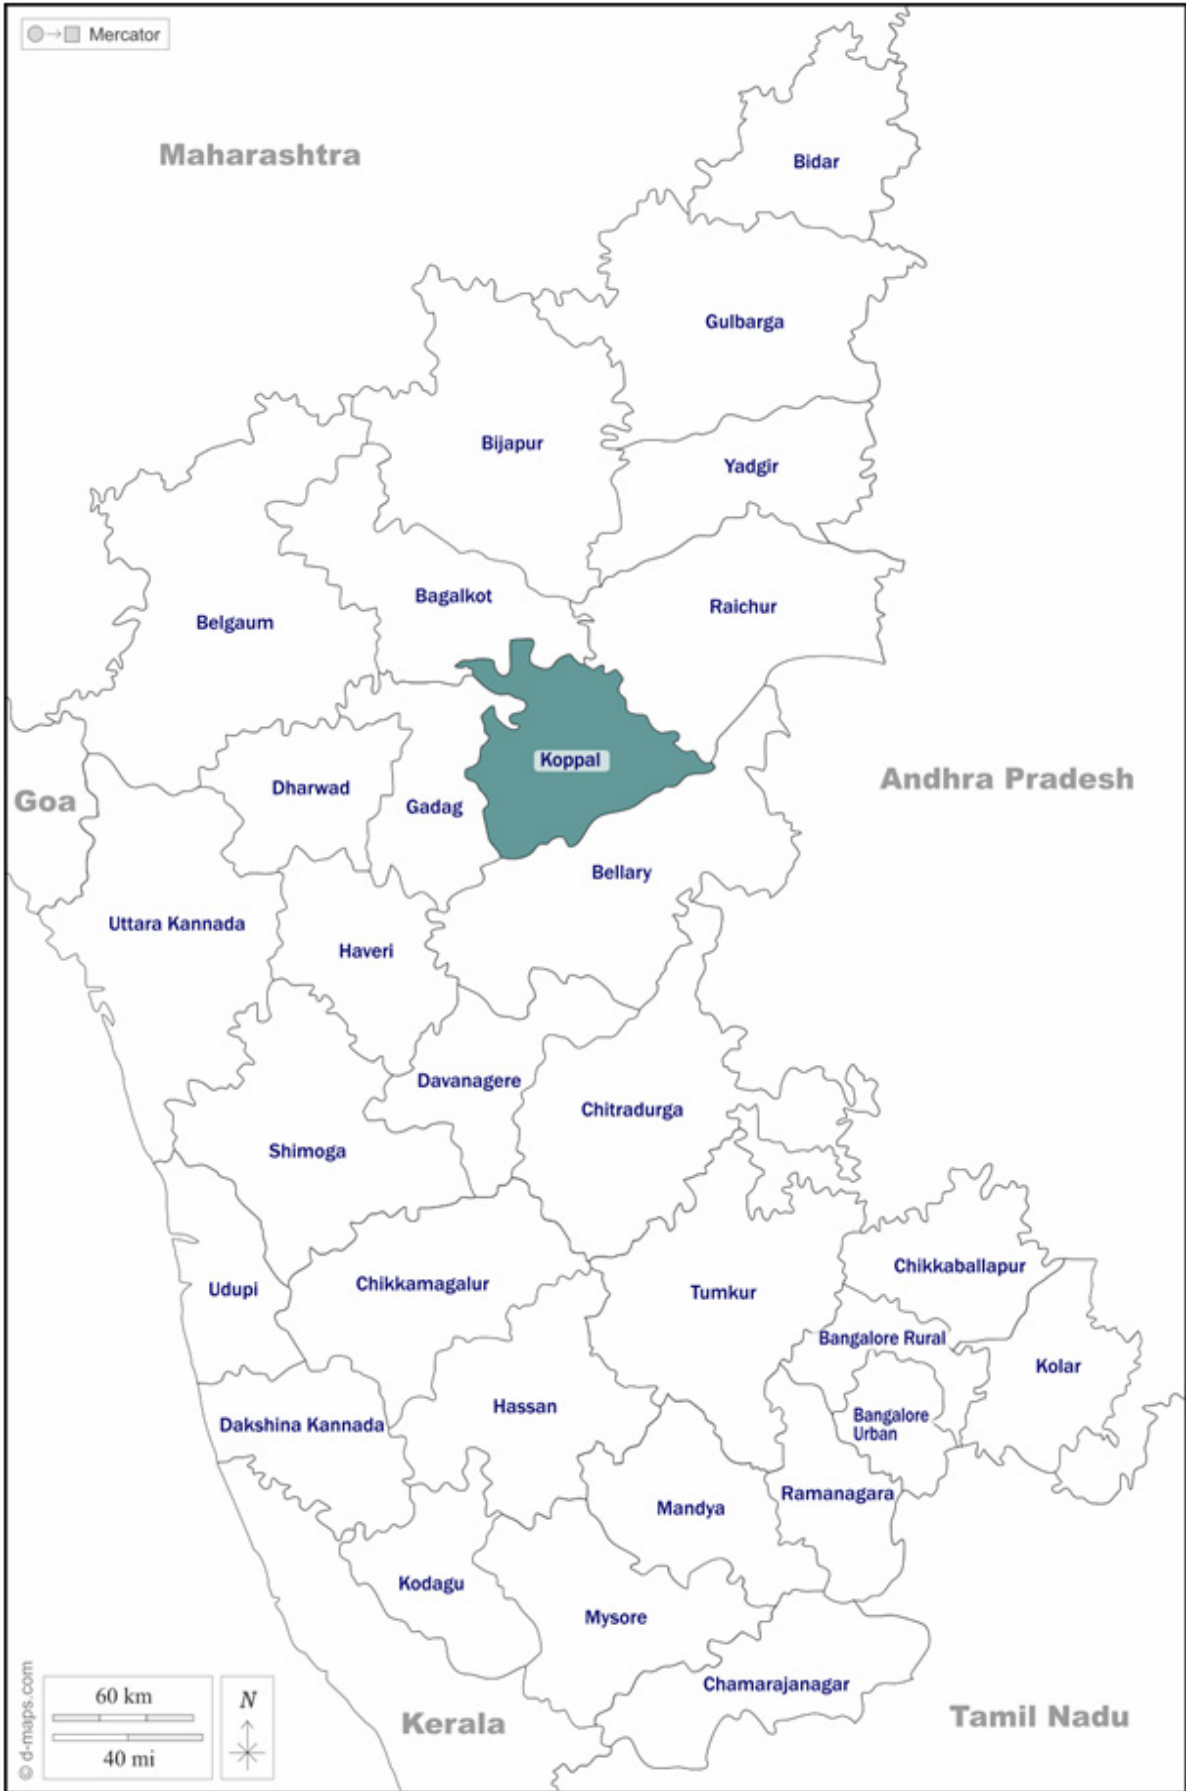 Mercator
Maharashtra
Bidar
Gulbarga
Bijapur
Yadgir
Bagalkot
Raichur
Belgaum
Koppal
Dharwad
Gadag
Goa
Andhra Pradesh
Bellary
Uttara Kannada
Haveri
Davanagere
Chitradurga
Shimoga
Chikkaballapur
Udupi
Chikkamagalur
Tumkur
Bangalore Rural
Kolar
Hassan
Dakshina Kannada
Bangalore
Urban
Ramanagara
Mandya
Kodagu
Mysore
Chamarajanagar
Kerala
Tamil Nadu
60 km
40 mi
N
© d-maps.com